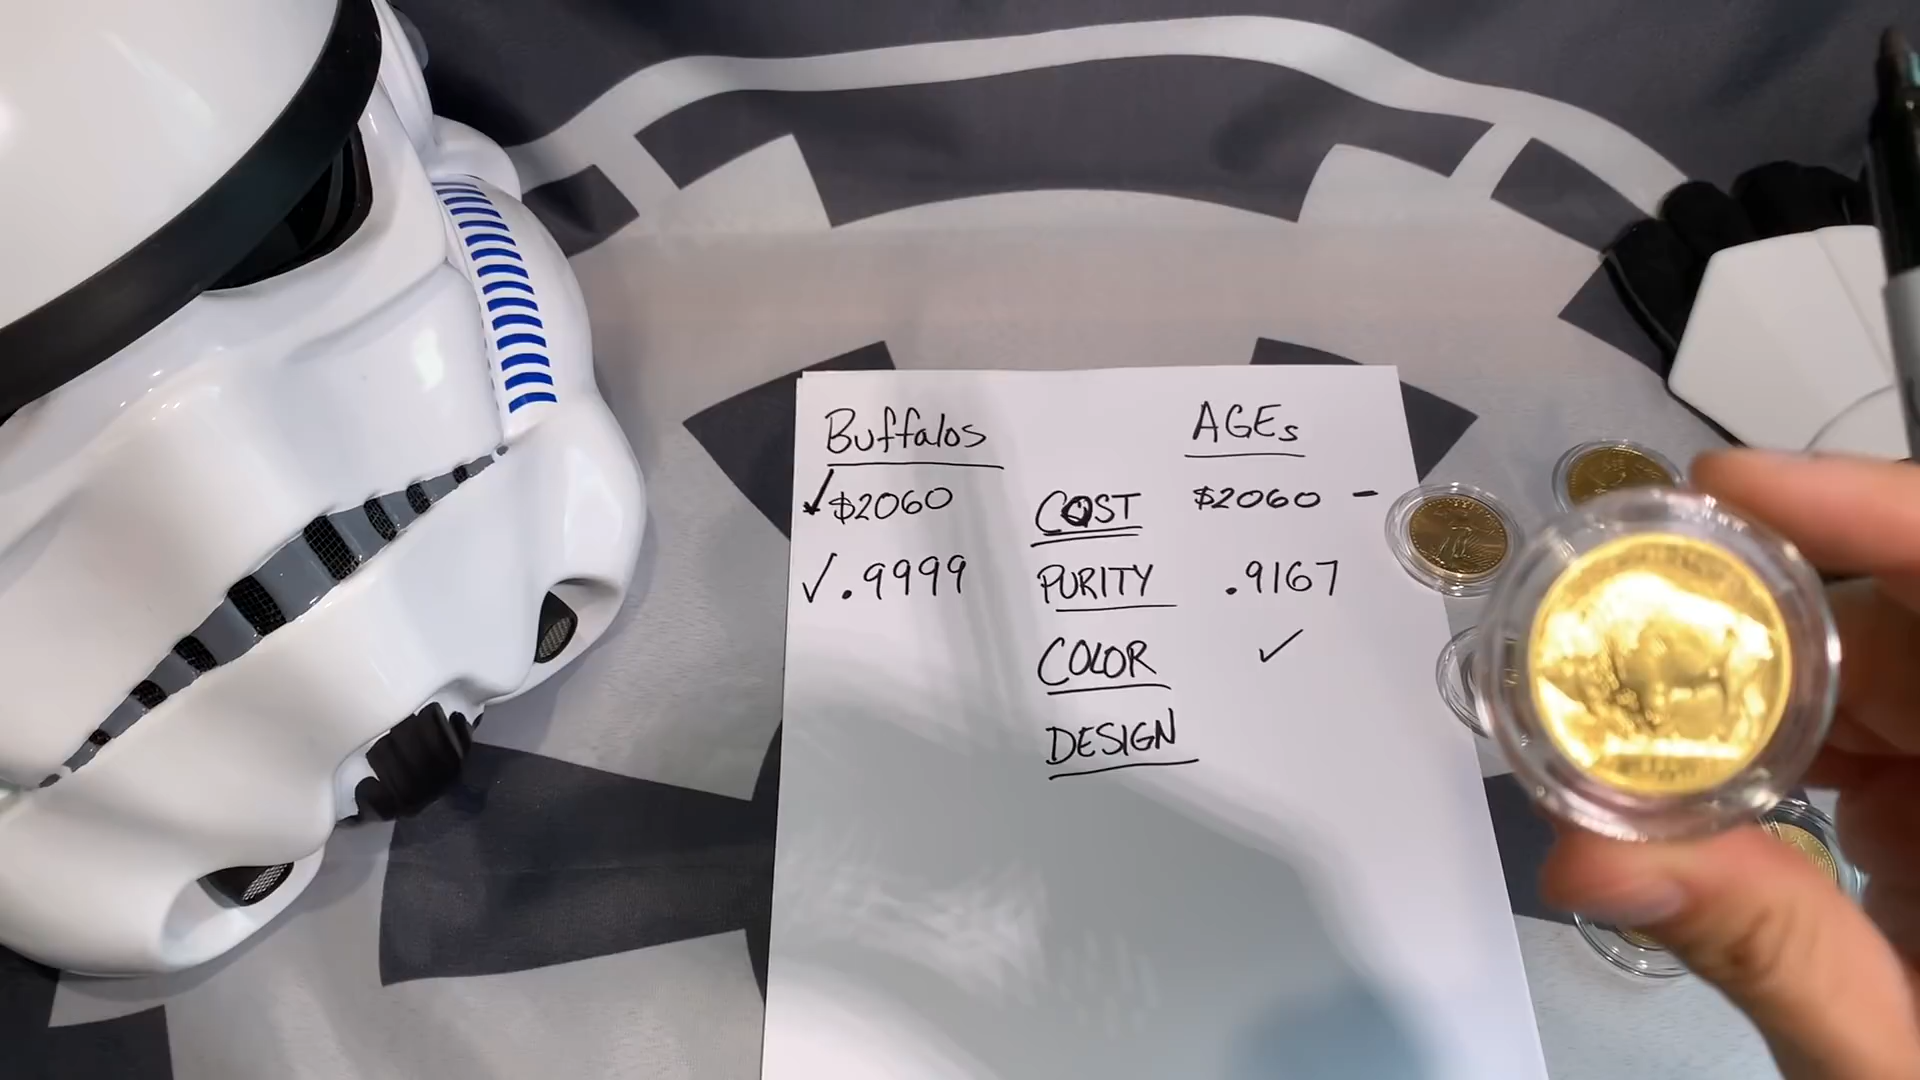 Buffalos AGEs
✓ $2060 COST $2060 -
✓ .9999 PURITY .9167
COLOR ✓
DESIGN